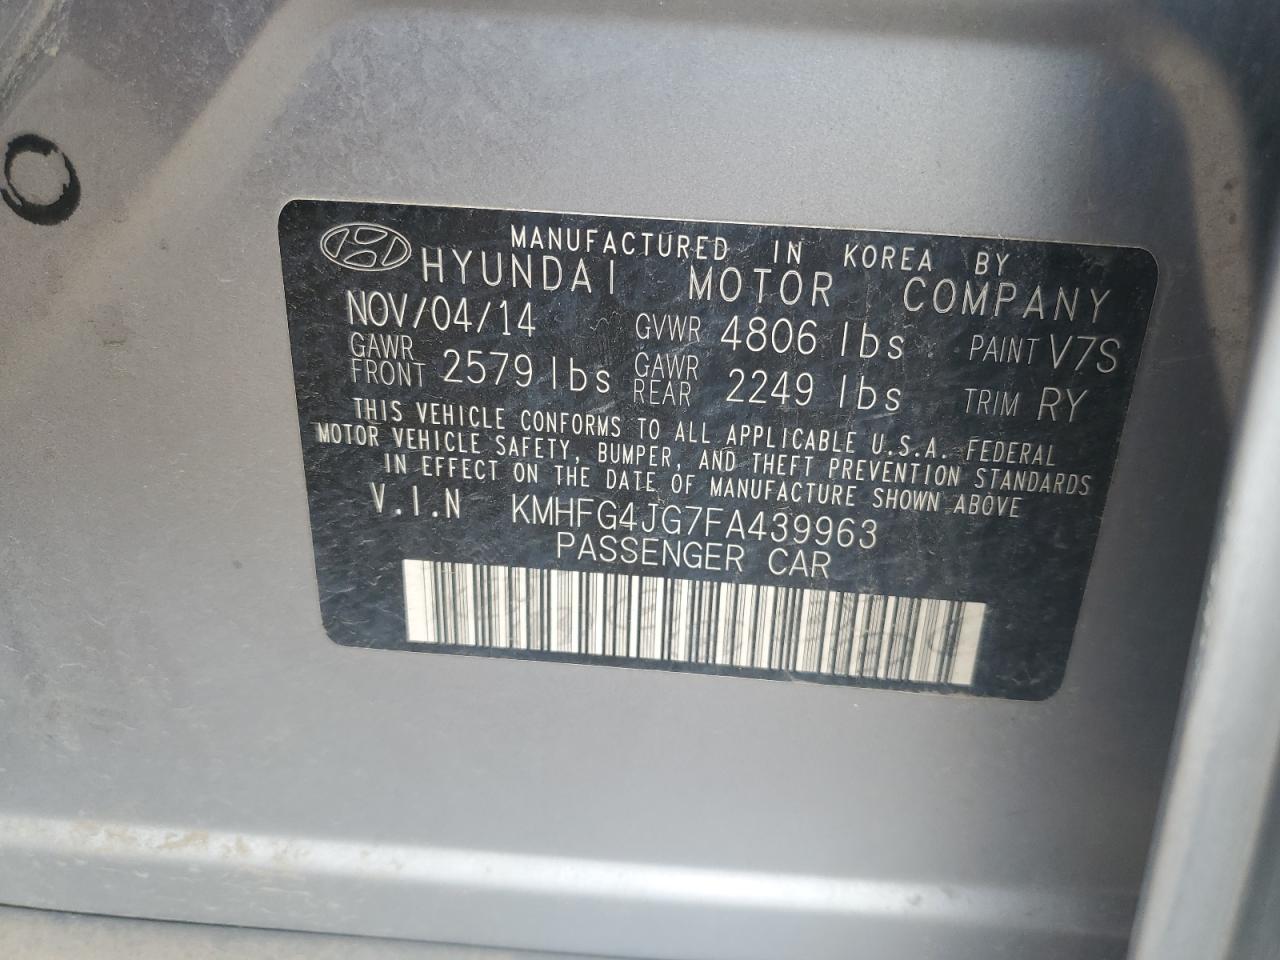 MANUFACTURED IN KOREA BY
HYUNDAI MOTOR COMPANY
NOV/04/14 GVWR 4806 lbs PAINT V7S
GAWR FRONT 2579 lbs GAWR REAR 2249 lbs TRIM RY
THIS VEHICLE CONFORMS TO ALL APPLICABLE U.S.A. FEDERAL
MOTOR VEHICLE SAFETY, BUMPER, AND THEFT PREVENTION STANDARDS
IN EFFECT ON THE DATE OF MANUFACTURE SHOWN ABOVE
V.I.N KMHFG4JG7FA439963
PASSENGER CAR